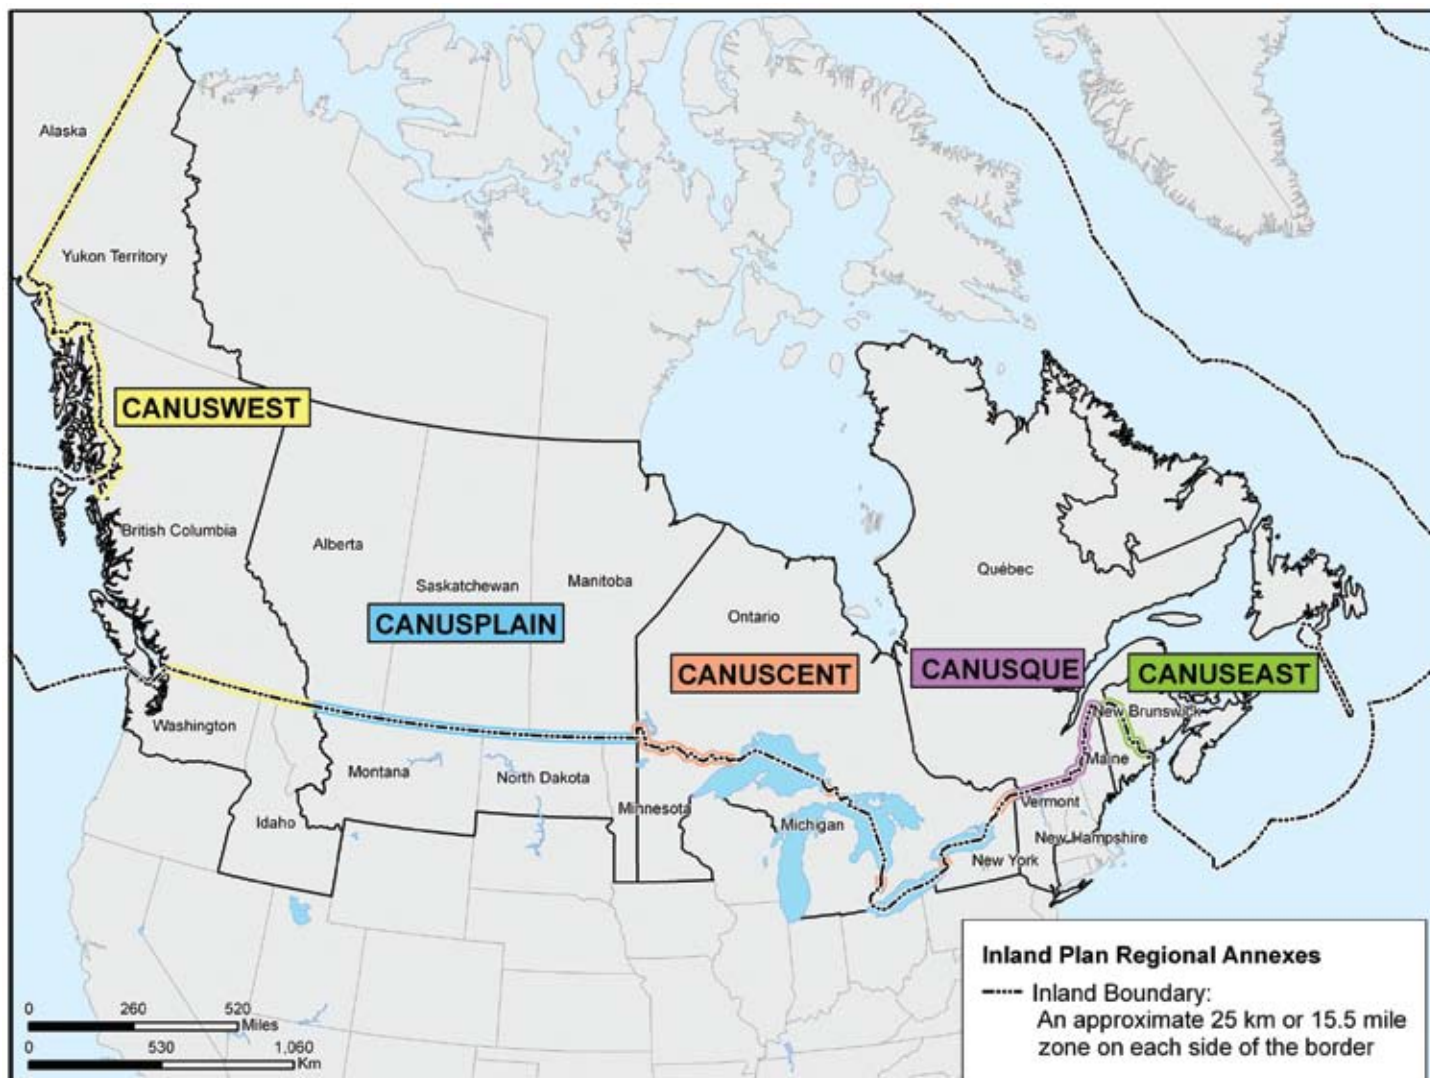 Alaska
Yukon Territory
CANUSWEST
British Columbia
Alberta
Saskatchewan
Manitoba
CANUSPLAIN
Ontario
Québec
CANUSCENT
CANUSQUE
CANUSEAST
Washington
New Brunswick
Montana
North Dakota
Maine
Idaho
Minnesota
Michigan
Vermont
New Hampshire
New York
Inland Plan Regional Annexes
Inland Boundary:
An approximate 25 km or 15.5 mile
zone on each side of the border
0 260 520
Miles
0 530 1,060
Km